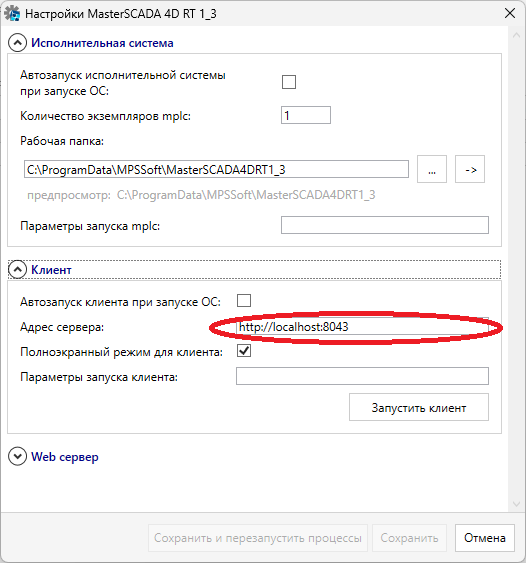 Настройки MasterSCADA 4D RT 1_3
Исполнительная система
Автозапуск исполнительной системы
при запуске ОС:
Количество экземпляров mplc:
1
Рабочая папка:
C:\ProgramData\MPSSoft\MasterSCADA4DRT1_3
...
->
предпросмотр: C:\ProgramData\MPSSoft\MasterSCADA4DRT1_3
Параметры запуска mplc:
Клиент
Автозапуск клиента при запуске ОС:
Адрес сервера:
http://localhost:8043
Полноэкранный режим для клиента:
Параметры запуска клиента:
Запустить клиент
Web сервер
Сохранить и перезапустить процессы
Сохранить
Отмена